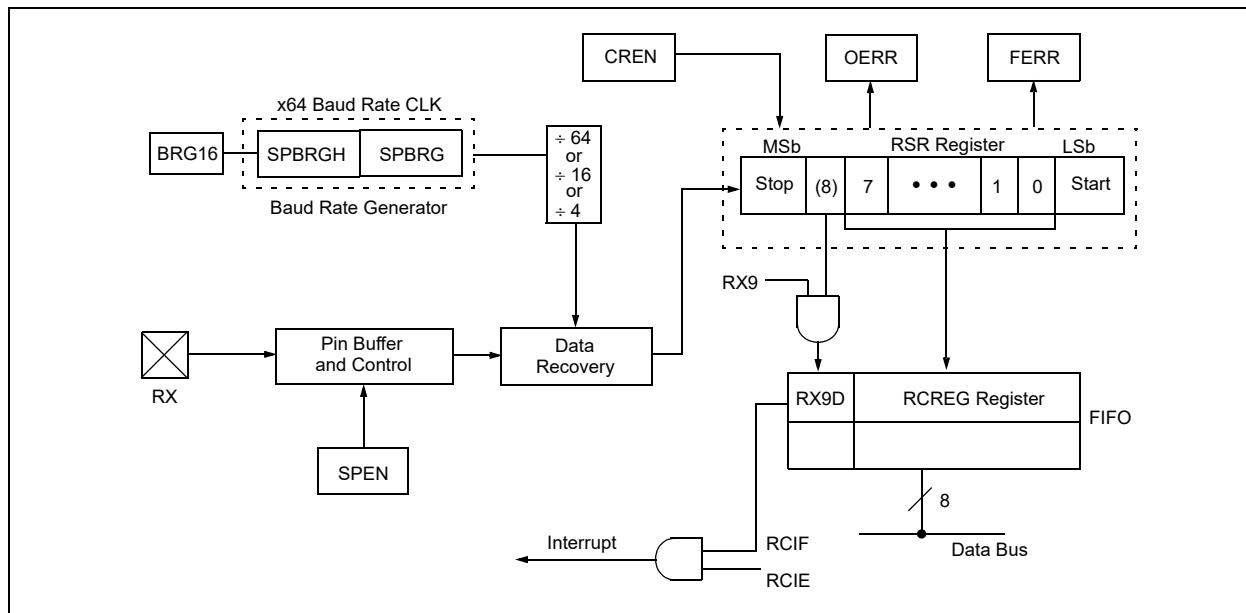 CREN
OERR
FERR
x64 Baud Rate CLK
BRG16
SPBRGH
SPBRG
Baud Rate Generator
÷ 64
or
÷ 16
or
÷ 4
MSb
RSR Register
LSb
Stop
(8)
7
• • •
1
0
Start
RX9
RX
Pin Buffer
and Control
Data
Recovery
SPEN
RX9D
RCREG Register
FIFO
8
Data Bus
Interrupt
RCIF
RCIE